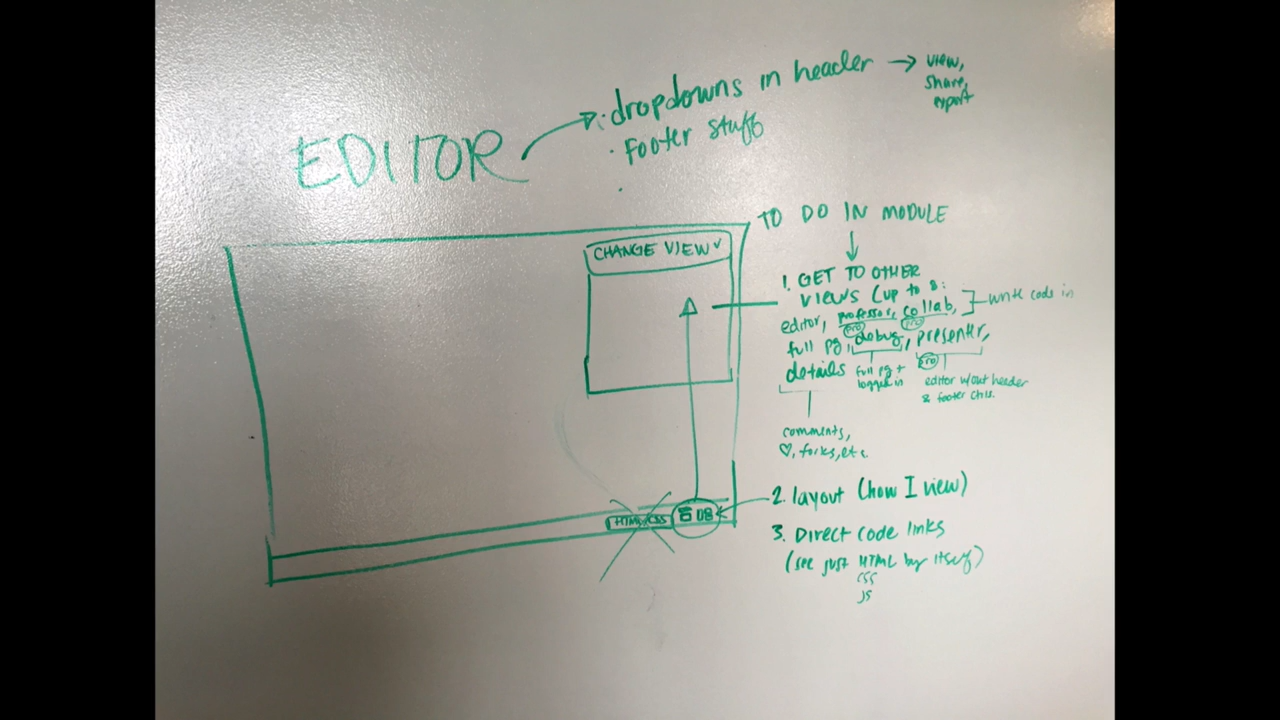 EDITOR
· dropdowns in header → view,
share,
export
· Footer stuff
·
CHANGE VIEW
HTML CSS
TO DO IN MODULE
1. GET TO OTHER
VIEWS (up to 8:
editor, professor, collab,
write code in
pro pro
full pg, debug, presenter,
details
full pg +
logged in
pro
editor w/out header
& footer ctrls.
comments,
♡, forks, etc.
2. layout (how I view)
3. Direct code links
(see just HTML by itself)
CSS
JS